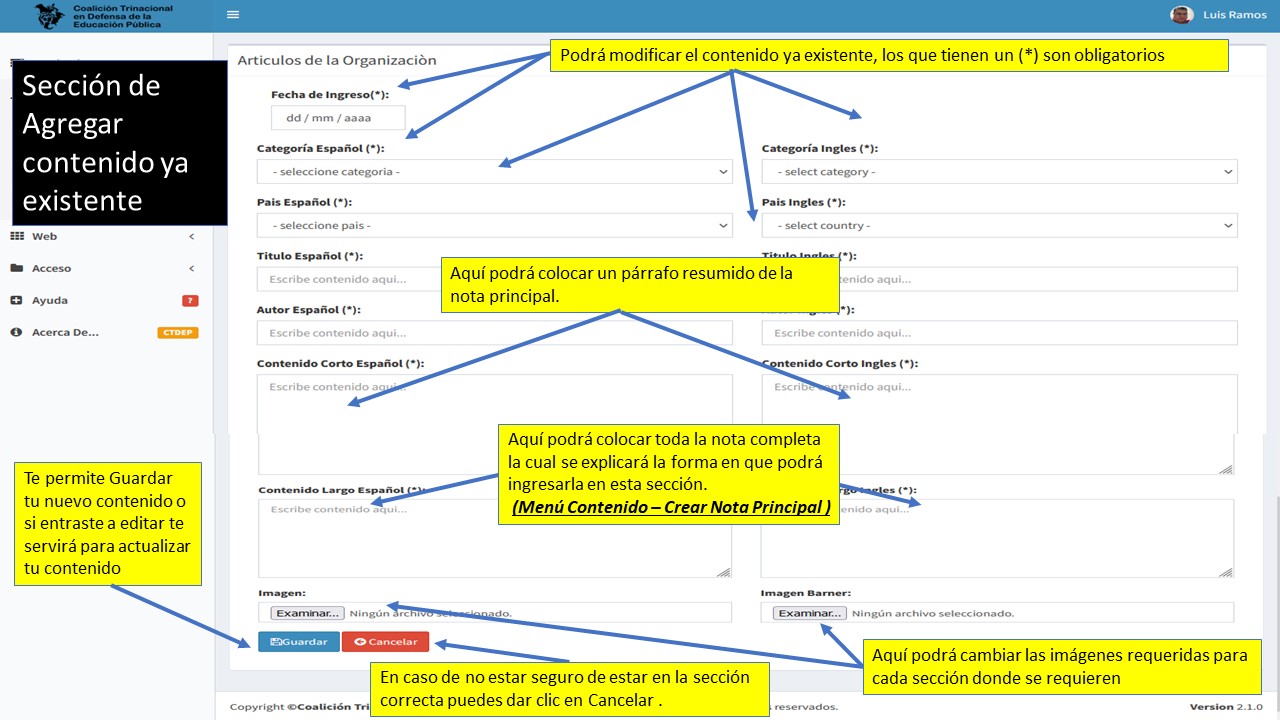 Coalición Trinacional
en Defensa de la
Educación Pública
Luis Ramos
Articulos de la Organizaciòn
Podrá modificar el contenido ya existente, los que tienen un (*) son obligatorios
Sección de
Agregar
contenido ya
existente
Fecha de Ingreso(*):
dd / mm / aaaa
Categoría Español (*):
Categoría Ingles (*):
- seleccione categoria -
- select category -
Pais Español (*):
Pais Ingles (*):
- seleccione pais -
- select country -
Web
Acceso
Ayuda
?
Acerca De...
CTDEP
Titulo Español (*):
Titulo Ingles (*):
Escribe contenido aqui...
Aquí podrá colocar un párrafo resumido de la
nota principal.
Autor Español (*):
Escribe contenido aqui...
Escribe contenido aqui...
Contenido Corto Español (*):
Contenido Corto Ingles (*):
Escribe contenido aqui...
Escribe contenido aqui...
Aquí podrá colocar toda la nota completa
la cual se explicará la forma en que podrá
ingresarla en esta sección.
(Menú Contenido – Crear Nota Principal )
Te permite Guardar
tu nuevo contenido o
si entraste a editar te
servirá para actualizar
tu contenido
Contenido Largo Español (*):
Ingles (*):
Escribe contenido aqui...
Imagen:
Imagen Barner:
Examinar... Ningún archivo seleccionado.
Examinar... Ningún archivo seleccionado.
Guardar
Cancelar
Aquí podrá cambiar las imágenes requeridas para
cada sección donde se requieren
En caso de no estar seguro de estar en la sección
correcta puedes dar clic en Cancelar .
Copyright ©Coalición Tri
s reservados.
Version 2.1.0